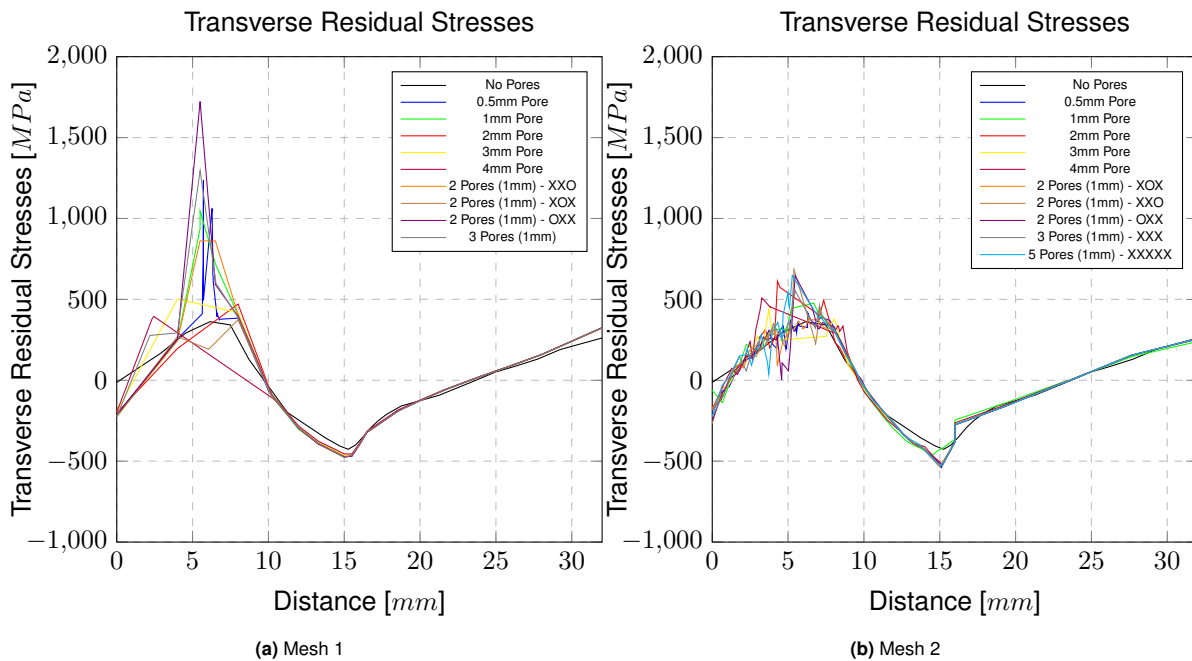 Transverse Residual Stresses
Transverse Residual Stresses [MPa]
2,000
1,500
1,000
500
0
−500
−1,000
0
5
10
15
20
25
30
Distance [mm]
No Pores
0.5mm Pore
1mm Pore
2mm Pore
3mm Pore
4mm Pore
2 Pores (1mm) - XXO
2 Pores (1mm) - XOX
2 Pores (1mm) - OXX
3 Pores (1mm)
(a) Mesh 1
Transverse Residual Stresses
Transverse Residual Stresses [MPa]
2,000
1,500
1,000
500
0
−500
−1,000
0
5
10
15
20
25
30
Distance [mm]
No Pores
0.5mm Pore
1mm Pore
2mm Pore
3mm Pore
4mm Pore
2 Pores (1mm) - XOX
2 Pores (1mm) - XXO
2 Pores (1mm) - OXX
3 Pores (1mm) - XXX
5 Pores (1mm) - XXXXX
(b) Mesh 2